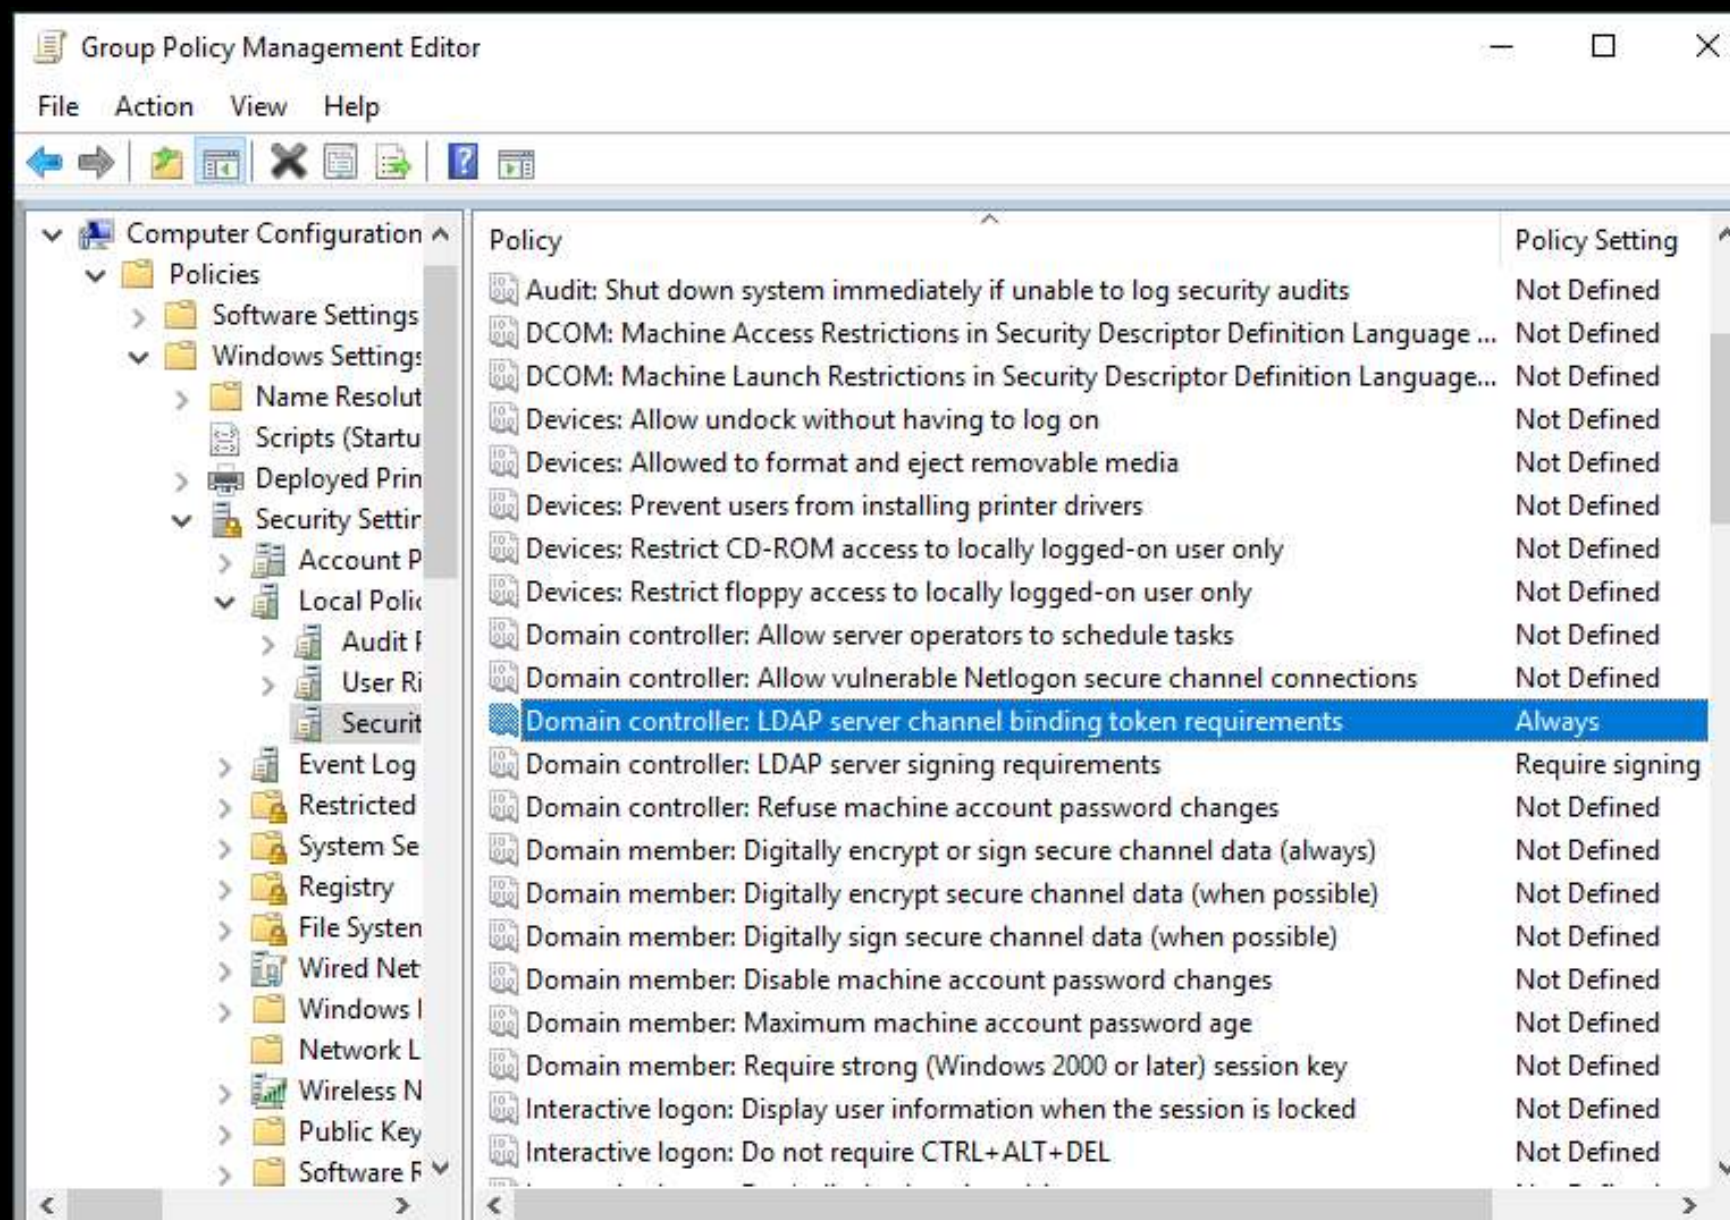 Group Policy Management Editor
File Action View Help
Computer Configuration
Policies
Software Settings
Windows Settings
Name Resolut
Scripts (Startu
Deployed Prin
Security Settin
Account P
Local Polic
Audit P
User Ri
Securit
Event Log
Restricted
System Se
Registry
File System
Wired Net
Windows
Network L
Wireless N
Public Key
Software R
Policy Policy Setting
Audit: Shut down system immediately if unable to log security audits Not Defined
DCOM: Machine Access Restrictions in Security Descriptor Definition Language ... Not Defined
DCOM: Machine Launch Restrictions in Security Descriptor Definition Language... Not Defined
Devices: Allow undock without having to log on Not Defined
Devices: Allowed to format and eject removable media Not Defined
Devices: Prevent users from installing printer drivers Not Defined
Devices: Restrict CD-ROM access to locally logged-on user only Not Defined
Devices: Restrict floppy access to locally logged-on user only Not Defined
Domain controller: Allow server operators to schedule tasks Not Defined
Domain controller: Allow vulnerable Netlogon secure channel connections Not Defined
Domain controller: LDAP server channel binding token requirements Always
Domain controller: LDAP server signing requirements Require signing
Domain controller: Refuse machine account password changes Not Defined
Domain member: Digitally encrypt or sign secure channel data (always) Not Defined
Domain member: Digitally encrypt secure channel data (when possible) Not Defined
Domain member: Digitally sign secure channel data (when possible) Not Defined
Domain member: Disable machine account password changes Not Defined
Domain member: Maximum machine account password age Not Defined
Domain member: Require strong (Windows 2000 or later) session key Not Defined
Interactive logon: Display user information when the session is locked Not Defined
Interactive logon: Do not require CTRL+ALT+DEL Not Defined